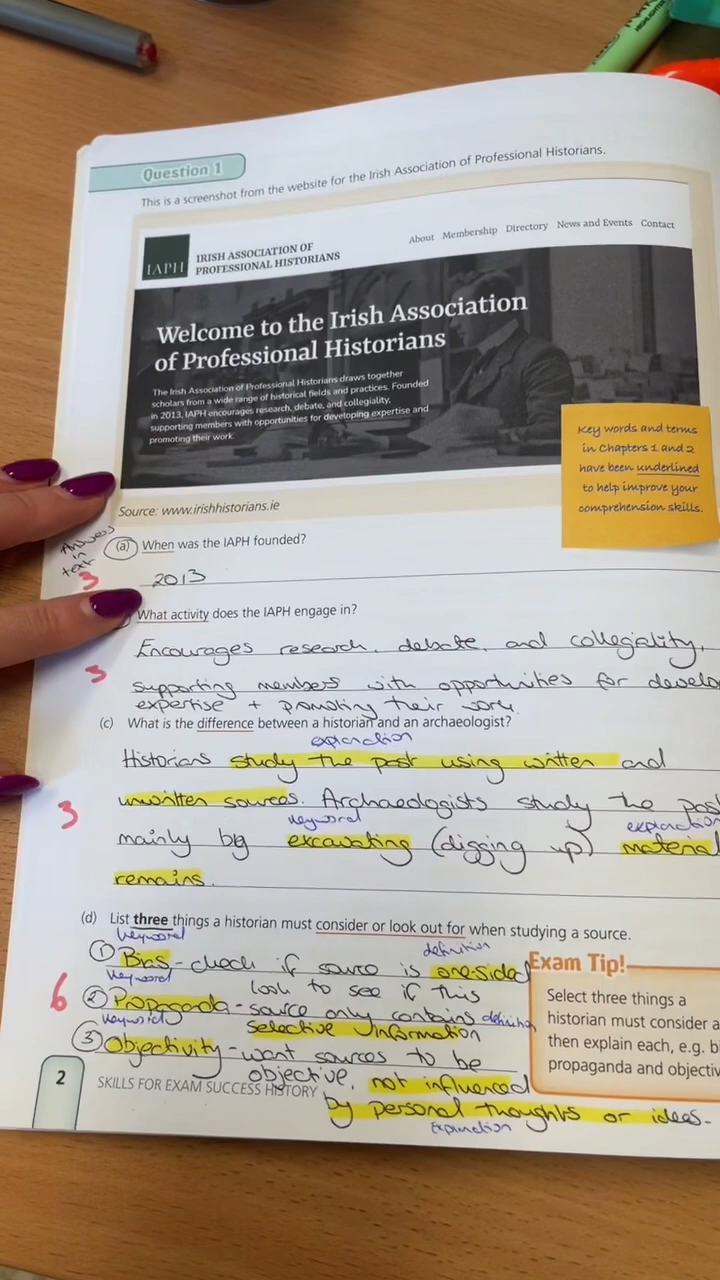 Question 1
This is a screenshot from the website for the Irish Association of Professional Historians.
About Membership Directory News and Events Contact
IAPH
IRISH ASSOCIATION OF
PROFESSIONAL HISTORIANS
Welcome to the Irish Association
of Professional Historians
The Irish Association of Professional Historians draws together
scholars from a wide range of historical fields and practices. Founded
in 2013, IAPH encourages research, debate, and collegiality,
supporting members with opportunities for developing expertise and
promoting their work.
Key words and terms
in Chapters 1 and 2
have been underlined
to help improve your
comprehension skills.
Source: www.irishhistorians.ie
Answers
in
text
3
(a) When was the IAPH founded?
2013
What activity does the IAPH engage in?
3
Encourages research, debate, and collegiality,
supporting members with opportunities for develo
expertise + promoting their work.
(c) What is the difference between a historian and an archaeologist?
explanation
Historians study the past using written and
unwritten sources. Archaeologists study the pas
3
keyword explanation
mainly by excavating (digging up) material
remains.
(d) List three things a historian must consider or look out for when studying a source.
keyword definition
① Bias - check if source is one-sided
keyword look to see if this
6
② Propaganda - source only contains definition
keyword selective information
③ Objectivity - want sources to be
objective, not influenced
by personal thoughts or ideas.
Explanation
Exam Tip!
Select three things a
historian must consider a
then explain each, e.g. b
propaganda and objectiv
2
SKILLS FOR EXAM SUCCESS HISTORY